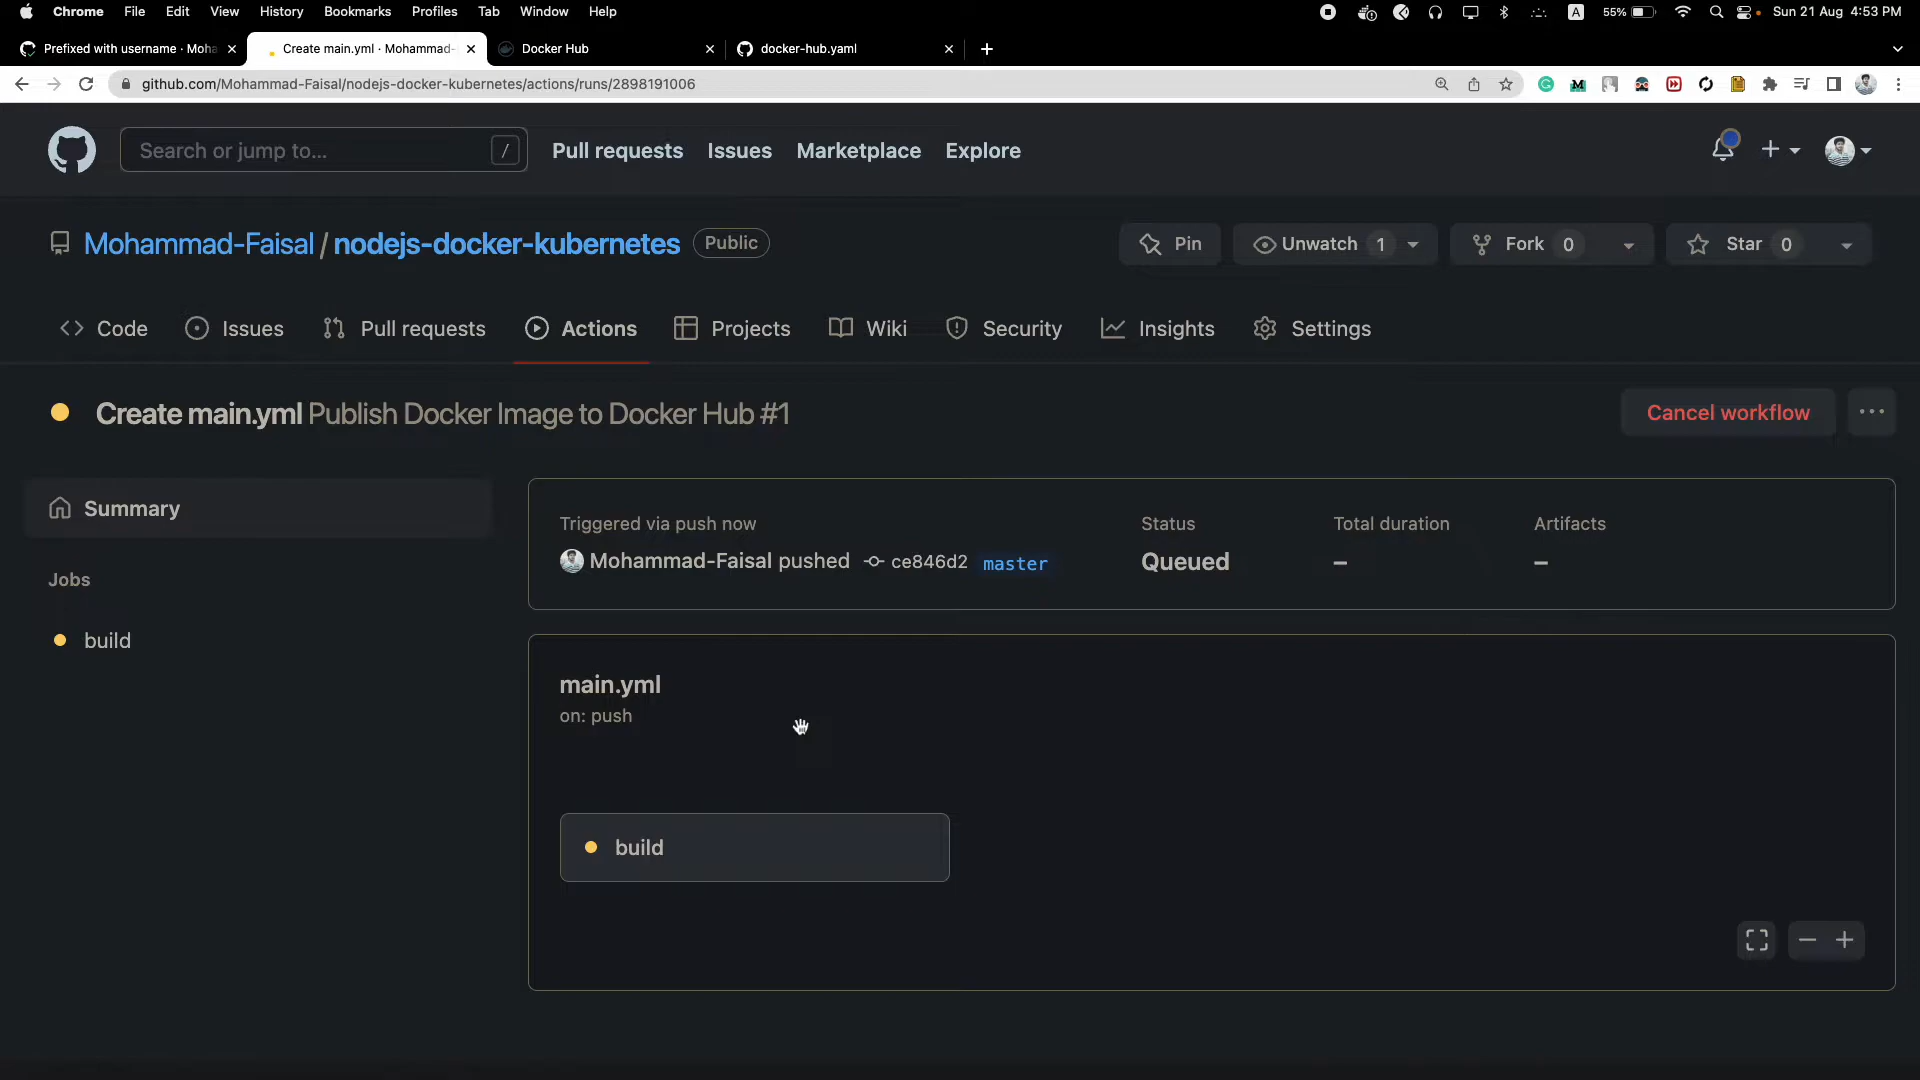 Chrome File Edit View History Bookmarks Profiles Tab Window Help A 55% Sun 21 Aug 4:53 PM
Prefixed with username · Moha Create main.yml · Mohammad- Docker Hub docker-hub.yaml
github.com/Mohammad-Faisal/nodejs-docker-kubernetes/actions/runs/2898191006
Search or jump to... / Pull requests Issues Marketplace Explore
Mohammad-Faisal / nodejs-docker-kubernetes Public Pin Unwatch 1 Fork 0 Star 0
Code Issues Pull requests Actions Projects Wiki Security Insights Settings
Create main.yml Publish Docker Image to Docker Hub #1 Cancel workflow
Summary
Jobs
build
Triggered via push now Status Total duration Artifacts
Mohammad-Faisal pushed ce846d2 master Queued – –
main.yml
on: push
build